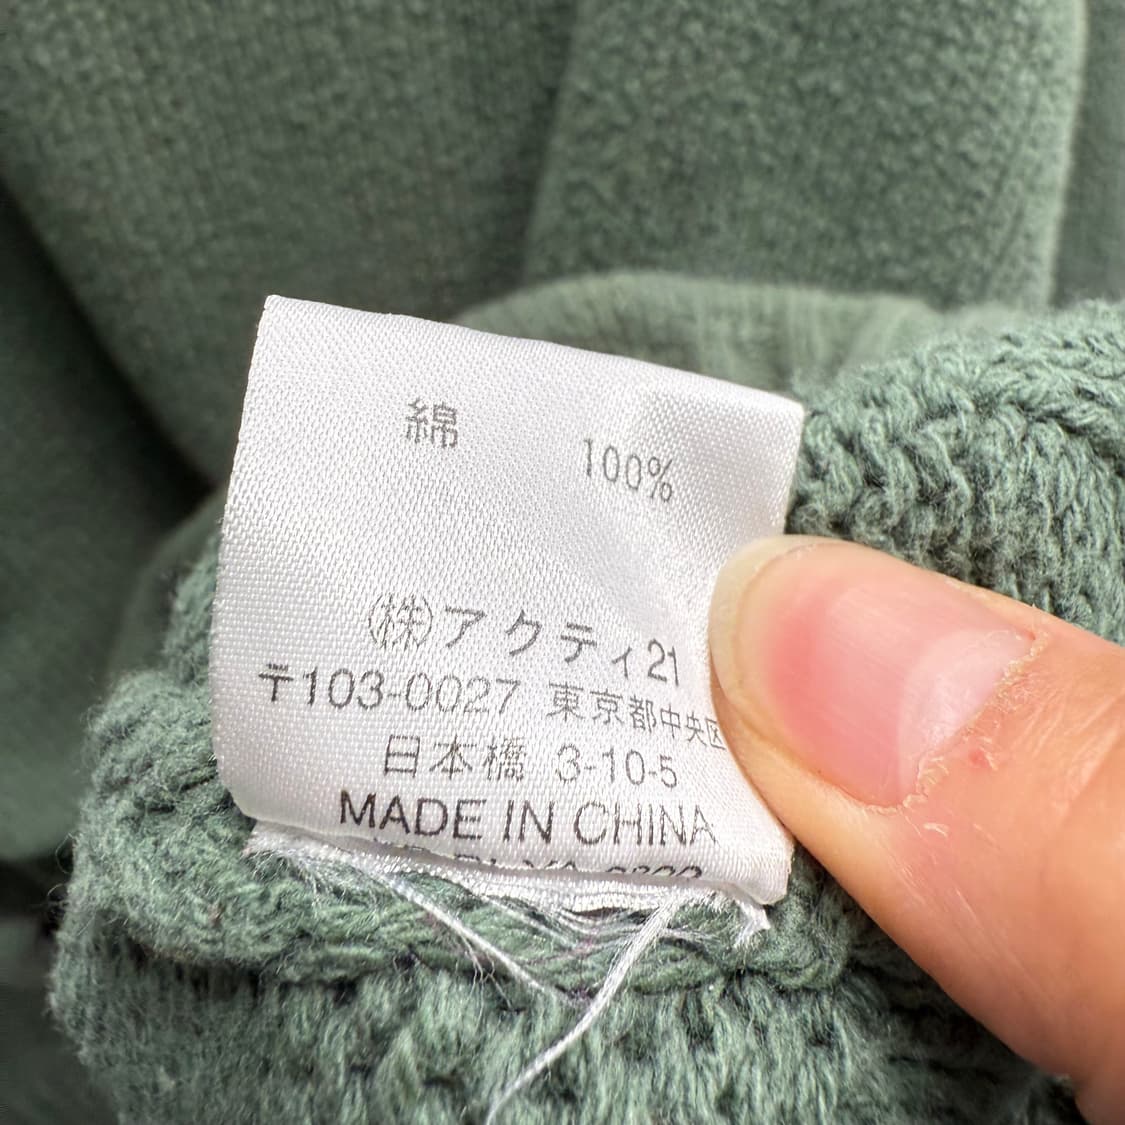 綿 100%
㈱アクティ21
〒103-0027 東京都中央区
日本橋 3-10-5
MADE IN CHINA